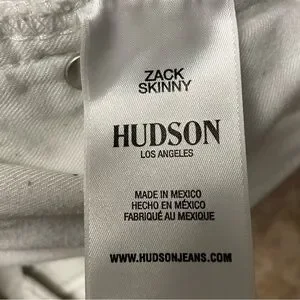 ZACK
SKINNY
HUDSON
LOS ANGELES
MADE IN MEXICO
HECHO EN MÉXICO
FABRIQUÉ AU MEXIQUE
WWW.HUDSONJEANS.COM